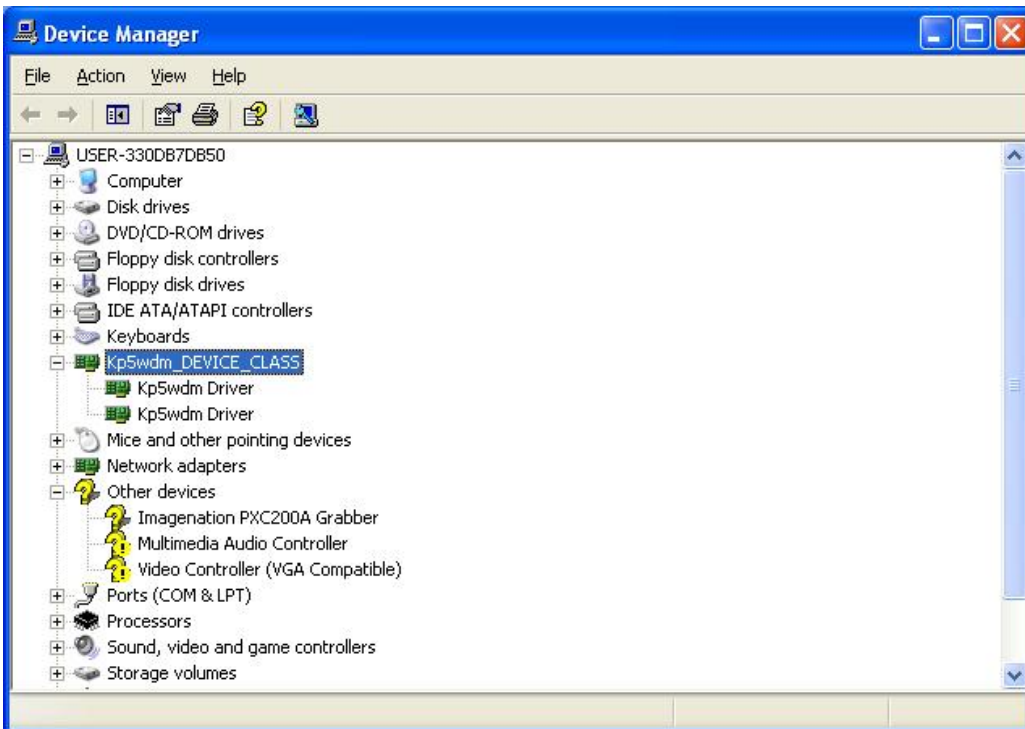 Device Manager
File Action View Help
USER-330DB7DB50
Computer
Disk drives
DVD/CD-ROM drives
Floppy disk controllers
Floppy disk drives
IDE ATA/ATAPI controllers
Keyboards
Kp5wdm_DEVICE_CLASS
Kp5wdm Driver
Kp5wdm Driver
Mice and other pointing devices
Network adapters
Other devices
Imagenation PXC200A Grabber
Multimedia Audio Controller
Video Controller (VGA Compatible)
Ports (COM & LPT)
Processors
Sound, video and game controllers
Storage volumes